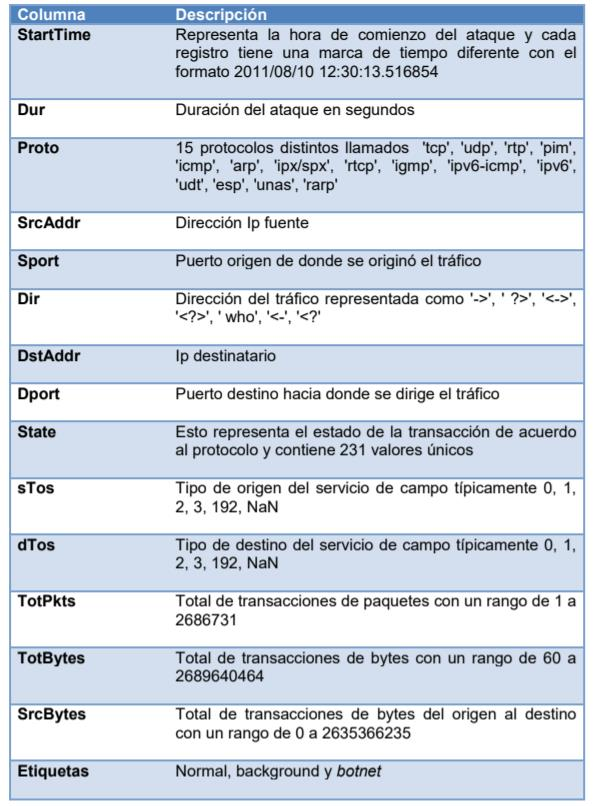 Columna Descripción
StartTime Representa la hora de comienzo del ataque y cada
registro tiene una marca de tiempo diferente con el
formato 2011/08/10 12:30:13.516854
Dur Duración del ataque en segundos
Proto 15 protocolos distintos llamados 'tcp', 'udp', 'rtp', 'pim',
'icmp', 'arp', 'ipx/spx', 'rtcp', 'igmp', 'ipv6-icmp', 'ipv6',
'udt', 'esp', 'unas', 'rarp'
SrcAddr Dirección Ip fuente
Sport Puerto origen de donde se originó el tráfico
Dir Dirección del tráfico representada como '->', ' ?>', '<->',
'<?>', ' who', '<-', '<?'
DstAddr Ip destinatario
Dport Puerto destino hacia donde se dirige el tráfico
State Esto representa el estado de la transacción de acuerdo
al protocolo y contiene 231 valores únicos
sTos Tipo de origen del servicio de campo típicamente 0, 1,
2, 3, 192, NaN
dTos Tipo de destino del servicio de campo típicamente 0, 1,
2, 3, 192, NaN
TotPkts Total de transacciones de paquetes con un rango de 1 a
2686731
TotBytes Total de transacciones de bytes con un rango de 60 a
2689640464
SrcBytes Total de transacciones de bytes del origen al destino
con un rango de 0 a 2635366235
Etiquetas Normal, background y botnet